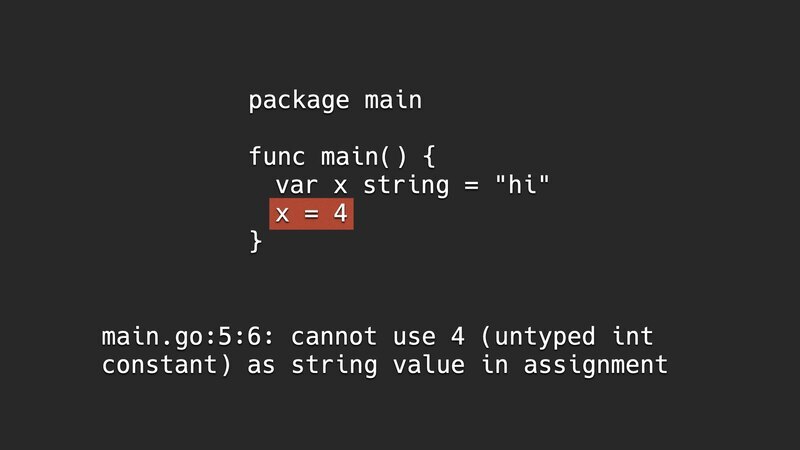 package main
func main() {
var x string = "hi"
x = 4
}
main.go:5:6: cannot use 4 (untyped int
constant) as string value in assignment